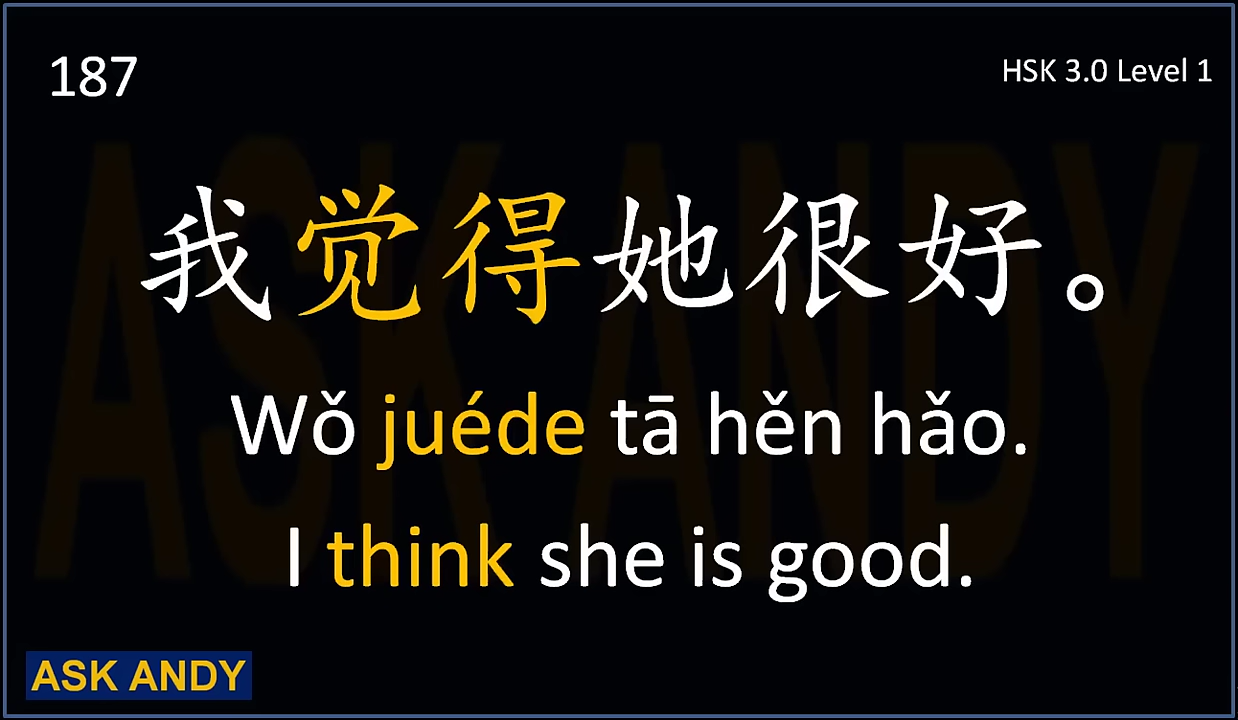 187
HSK 3.0 Level 1
我觉得她很好。
Wǒ juéde tā hěn hǎo.
I think she is good.
ASK ANDY
ASK ANDY